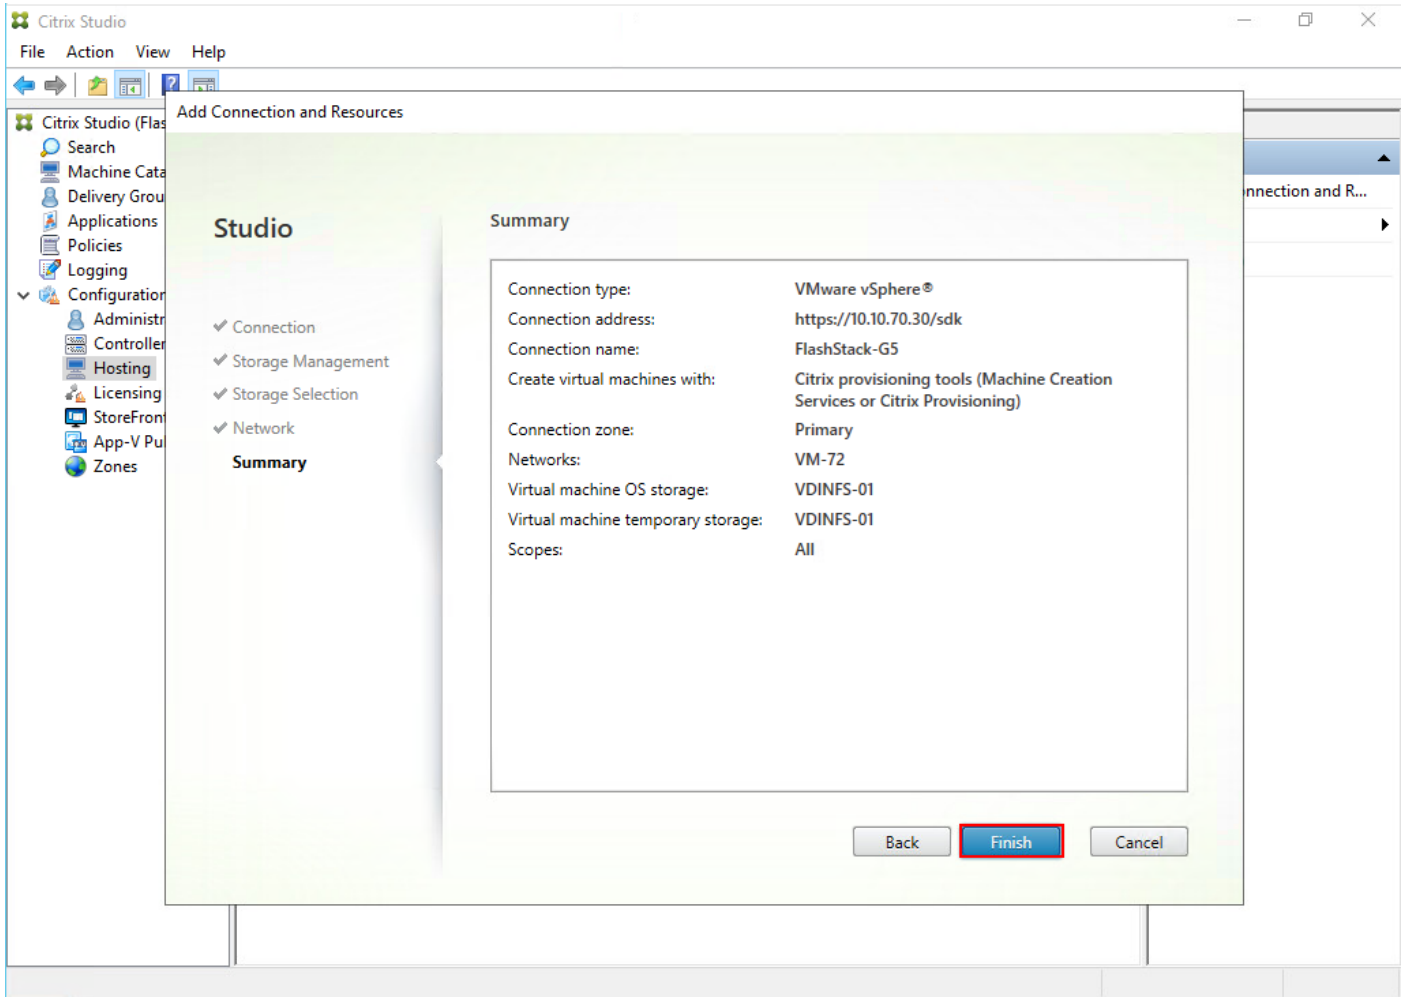 Citrix Studio
File Action View Help
Add Connection and Resources
Citrix Studio (Flas
Search
Machine Cata
Delivery Grou
Applications
Policies
Logging
Configuration
Administr
Controller
Hosting
Licensing
StoreFront
App-V Pul
Zones
Studio
Connection
Storage Management
Storage Selection
Network
Summary
Summary
Connection type: VMware vSphere®
Connection address: https://10.10.70.30/sdk
Connection name: FlashStack-G5
Create virtual machines with: Citrix provisioning tools (Machine Creation
Services or Citrix Provisioning)
Connection zone: Primary
Networks: VM-72
Virtual machine OS storage: VDINFS-01
Virtual machine temporary storage: VDINFS-01
Scopes: All
Back Finish Cancel
nnection and R...